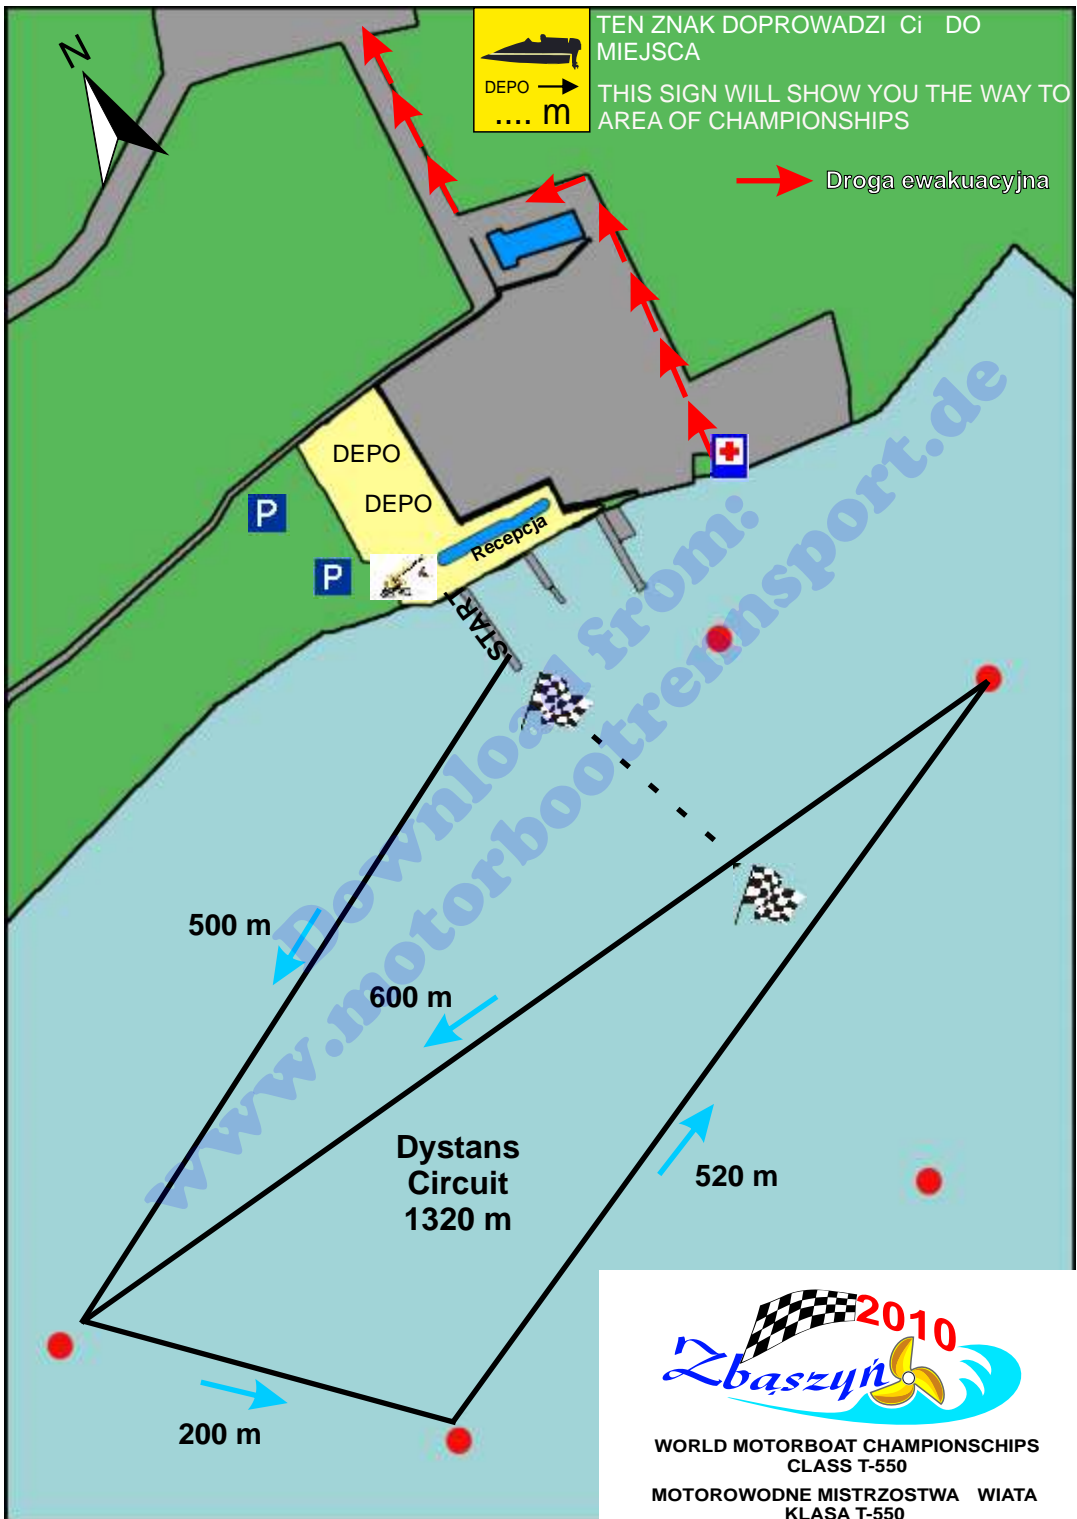 N
TEN ZNAK DOPROWADZI Ci DO
MIEJSCA
DEPO
.... m
THIS SIGN WILL SHOW YOU THE WAY TO
AREA OF CHAMPIONSHIPS
Droga ewakuacyjna
DEPO
DEPO
P
P
Recepcja
START
500 m
600 m
Dystans
Circuit
1320 m
520 m
200 m
Download from:
www.motorbootrennsport.de
2010
Zbąszyń
WORLD MOTORBOAT CHAMPIONSCHIPS
CLASS T-550
MOTOROWODNE MISTRZOSTWA WIATA
KLASA T-550